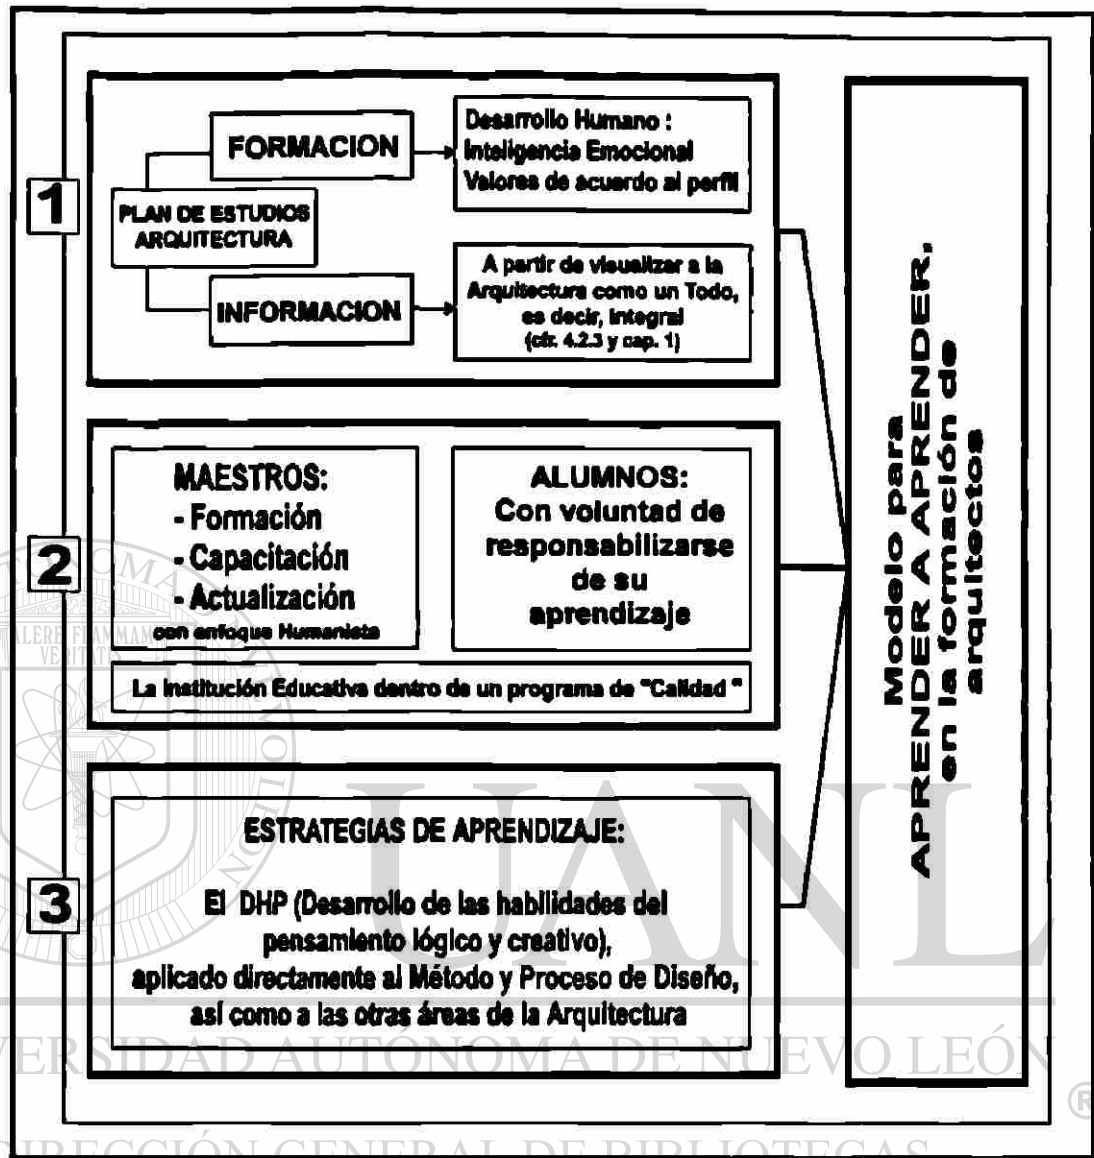 1
PLAN DE ESTUDIOS
ARQUITECTURA
FORMACION
Desarrollo Humano :
Inteligencia Emocional
Valores de acuerdo al perfil
INFORMACION
A partir de visualizar a la
Arquitectura como un Todo,
es decir, integral
(cfr. 4.2.3 y cap. 1)
2
MAESTROS:
- Formación
- Capacitación
- Actualización
con enfoque Humanista
ALUMNOS:
Con voluntad de
responsabilizarse
de su
aprendizaje
La Institución Educativa dentro de un programa de "Calidad "
3
ESTRATEGIAS DE APRENDIZAJE:
El DHP (Desarrollo de las habilidades del
pensamiento lógico y creativo),
aplicado directamente al Método y Proceso de Diseño,
así como a las otras áreas de la Arquitectura
Modelo para
APRENDER A APRENDER,
en la formación de
arquitectos
ALERE FLAMMAM
VERITATIS
UANL
VERSIDAD AUTÓNOMA DE NUEVO LEÓN
®
DIRECCIÓN GENERAL DE BIBLIOTECAS